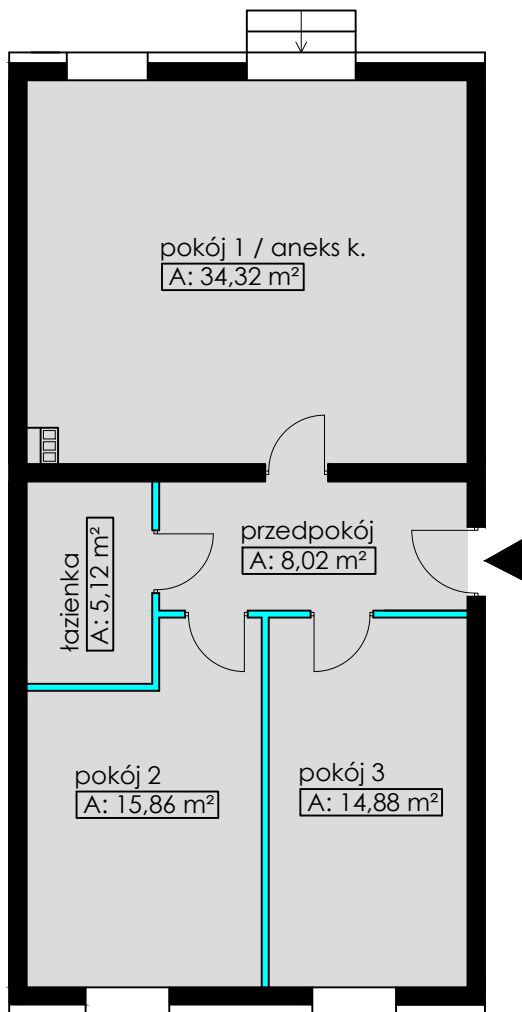 pokój 1 / aneks k.
A: 34,32 m²
przedpokój
A: 8,02 m²
łazienka
A: 5,12 m²
pokój 2
A: 15,86 m²
pokój 3
A: 14,88 m²